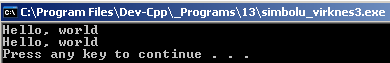 C:\Program Files\Dev-Cpp\_Programs\13\simbolu_virknes3.exe
Hello, world
Hello, world
Press any key to continue . . .